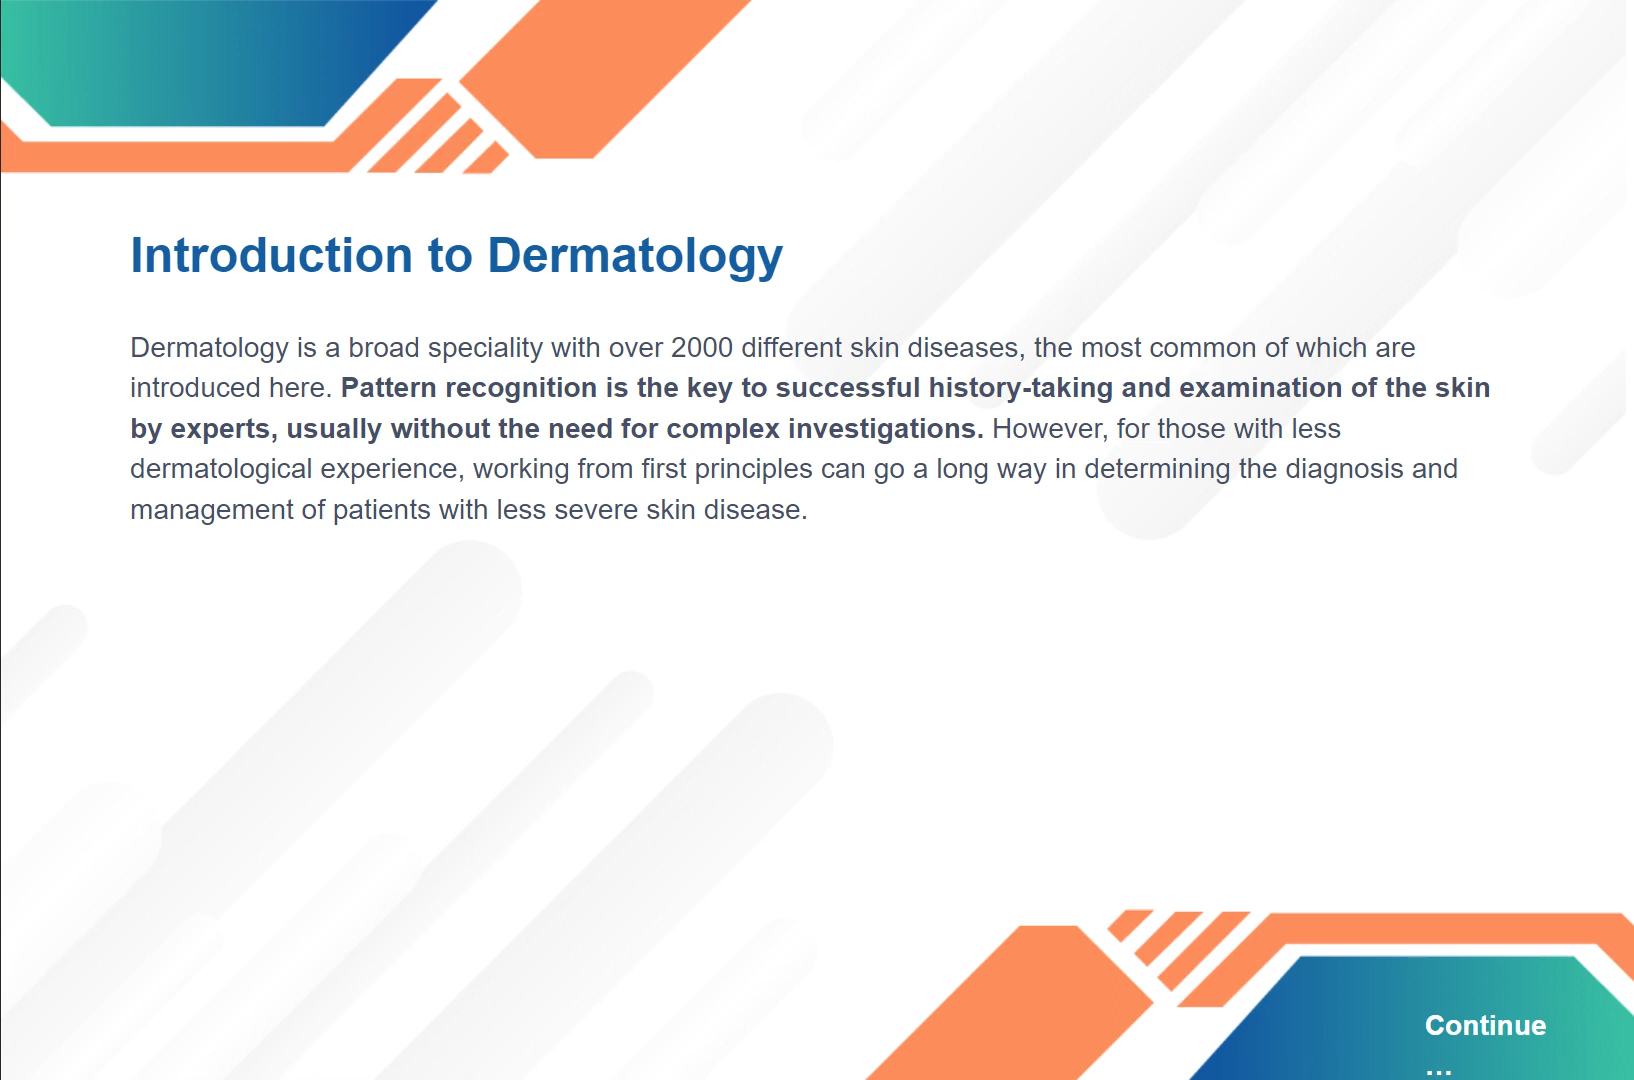 Introduction to Dermatology
Dermatology is a broad speciality with over 2000 different skin diseases, the most common of which are
introduced here. Pattern recognition is the key to successful history-taking and examination of the skin
by experts, usually without the need for complex investigations. However, for those with less
dermatological experience, working from first principles can go a long way in determining the diagnosis and
management of patients with less severe skin disease.
Continue
...